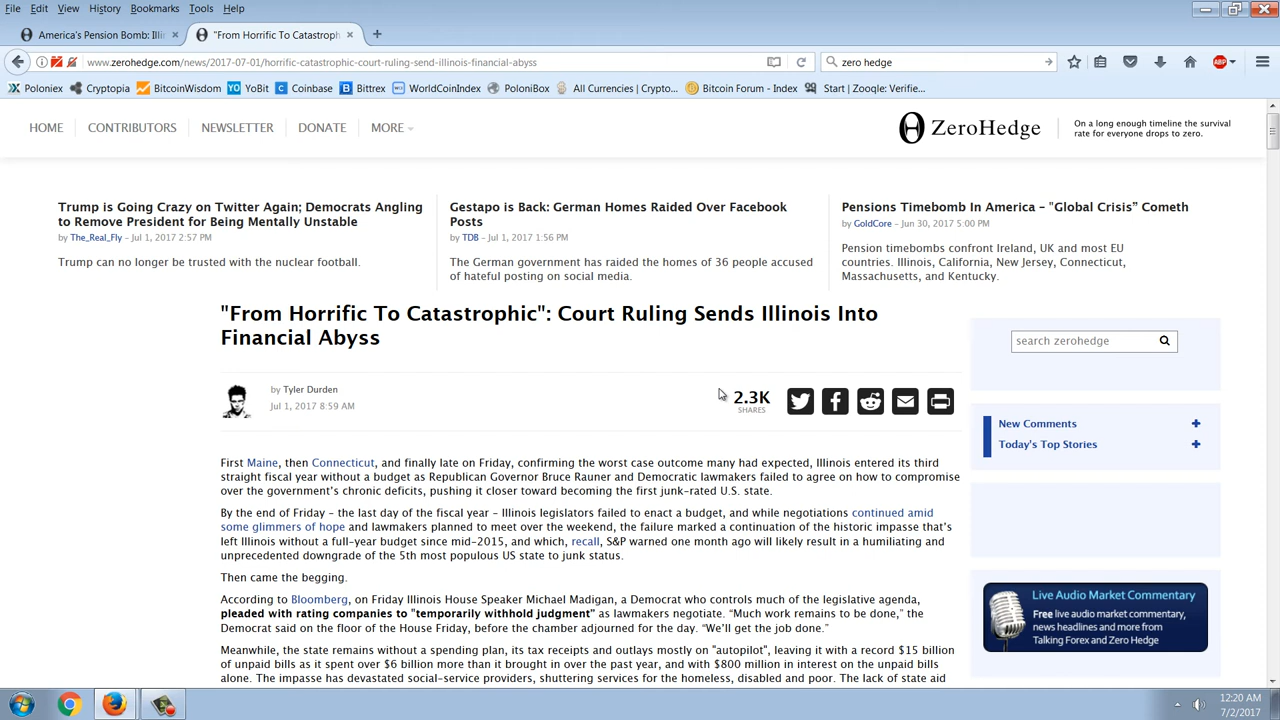 File Edit View History Bookmarks Tools Help
America's Pension Bomb: Illi × "From Horrific To Catastroph × +
www.zerohedge.com/news/2017-07-01/horrific-catastrophic-court-ruling-send-illinois-financial-abyss zero hedge ABP
Poloniex Cryptopia BitcoinWisdom YoBit Coinbase Bittrex WorldCoinIndex PoloniBox All Currencies | Crypto... Bitcoin Forum - Index Start | Zooqle: Verifie...
HOME CONTRIBUTORS NEWSLETTER DONATE MORE ZeroHedge On a long enough timeline the survival
rate for everyone drops to zero.
Trump is Going Crazy on Twitter Again; Democrats Angling
to Remove President for Being Mentally Unstable
by The_Real_Fly - Jul 1, 2017 2:57 PM
Trump can no longer be trusted with the nuclear football.
Gestapo is Back: German Homes Raided Over Facebook
Posts
by TDB - Jul 1, 2017 1:56 PM
The German government has raided the homes of 36 people accused
of hateful posting on social media.
Pensions Timebomb In America – "Global Crisis” Cometh
by GoldCore - Jun 30, 2017 5:00 PM
Pension timebombs confront Ireland, UK and most EU
countries. Illinois, California, New Jersey, Connecticut,
Massachusetts, and Kentucky.
"From Horrific To Catastrophic": Court Ruling Sends Illinois Into
Financial Abyss
by Tyler Durden
Jul 1, 2017 8:59 AM
2.3K
SHARES
First Maine, then Connecticut, and finally late on Friday, confirming the worst case outcome many had expected, Illinois entered its third
straight fiscal year without a budget as Republican Governor Bruce Rauner and Democratic lawmakers failed to agree on how to compromise
over the government’s chronic deficits, pushing it closer toward becoming the first junk-rated U.S. state.
By the end of Friday – the last day of the fiscal year – Illinois legislators failed to enact a budget, and while negotiations continued amid
some glimmers of hope and lawmakers planned to meet over the weekend, the failure marked a continuation of the historic impasse that’s
left Illinois without a full-year budget since mid-2015, and which, recall, S&P warned one month ago will likely result in a humiliating and
unprecedented downgrade of the 5th most populous US state to junk status.
Then came the begging.
According to Bloomberg, on Friday Illinois House Speaker Michael Madigan, a Democrat who controls much of the legislative agenda,
pleaded with rating companies to "temporarily withhold judgment" as lawmakers negotiate. “Much work remains to be done,” the
Democrat said on the floor of the House Friday, before the chamber adjourned for the day. “We’ll get the job done.”
Meanwhile, the state remains without a spending plan, its tax receipts and outlays mostly on "autopilot", leaving it with a record $15 billion
of unpaid bills as it spent over $6 billion more than it brought in over the past year, and with $800 million in interest on the unpaid bills
alone. The impasse has devastated social-service providers, shuttering services for the homeless, disabled and poor. The lack of state aid
search zerohedge
New Comments +
Today's Top Stories +
Live Audio Market Commentary
Free live audio market commentary,
news headlines and more from
Talking Forex and Zero Hedge
12:20 AM
7/2/2017